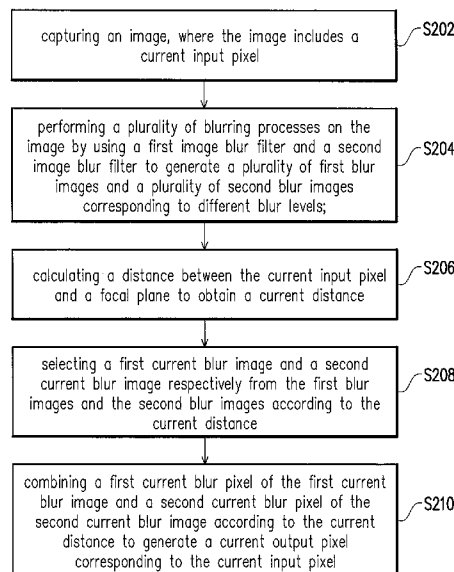 capturing an image, where the image includes a
current input pixel
S202
performing a plurality of blurring processes on the
image by using a first image blur filter and a second
image blur filter to generate a plurality of first blur
images and a plurality of second blur images
corresponding to different blur levels;
S204
calculating a distance between the current input pixel
and a focal plane to obtain a current distance
S206
selecting a first current blur image and a second
current blur image respectively from the first blur
images and the second blur images according to the
current distance
S208
combining a first current blur pixel of the first current
blur image and a second current blur pixel of the
second current blur image according to the current
distance to generate a current output pixel
corresponding to the current input pixel
S210